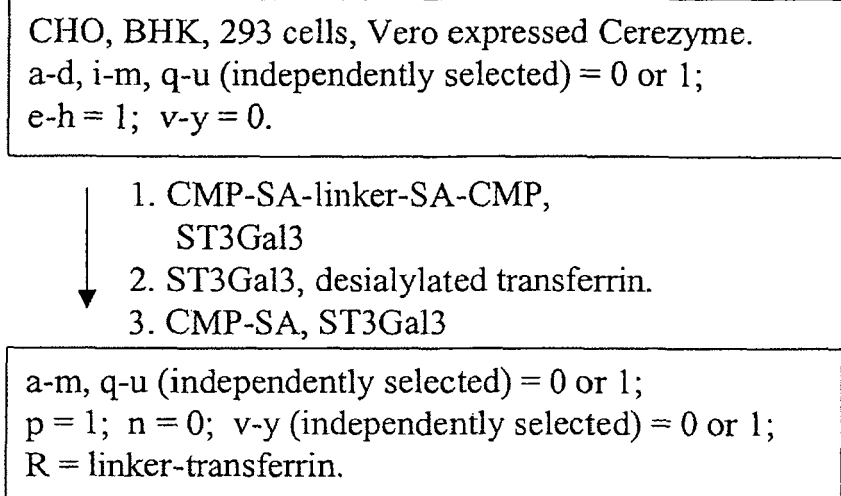 CHO, BHK, 293 cells, Vero expressed Cerezyme.
a-d, i-m, q-u (independently selected) = 0 or 1;
e-h = 1; v-y = 0.
1. CMP-SA-linker-SA-CMP,
ST3Gal3
2. ST3Gal3, desialylated transferrin.
3. CMP-SA, ST3Gal3
a-m, q-u (independently selected) = 0 or 1;
p = 1; n = 0; v-y (independently selected) = 0 or 1;
R = linker-transferrin.